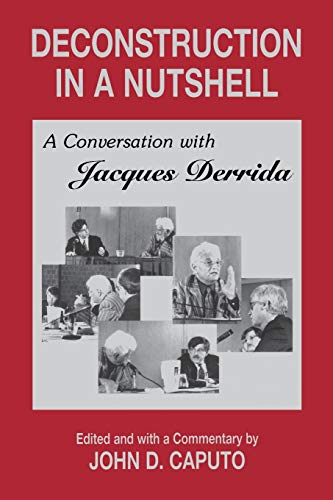 DECONSTRUCTION
IN A NUTSHELL
A Conversation with
Jacques Derrida
Edited and with a Commentary by
JOHN D. CAPUTO